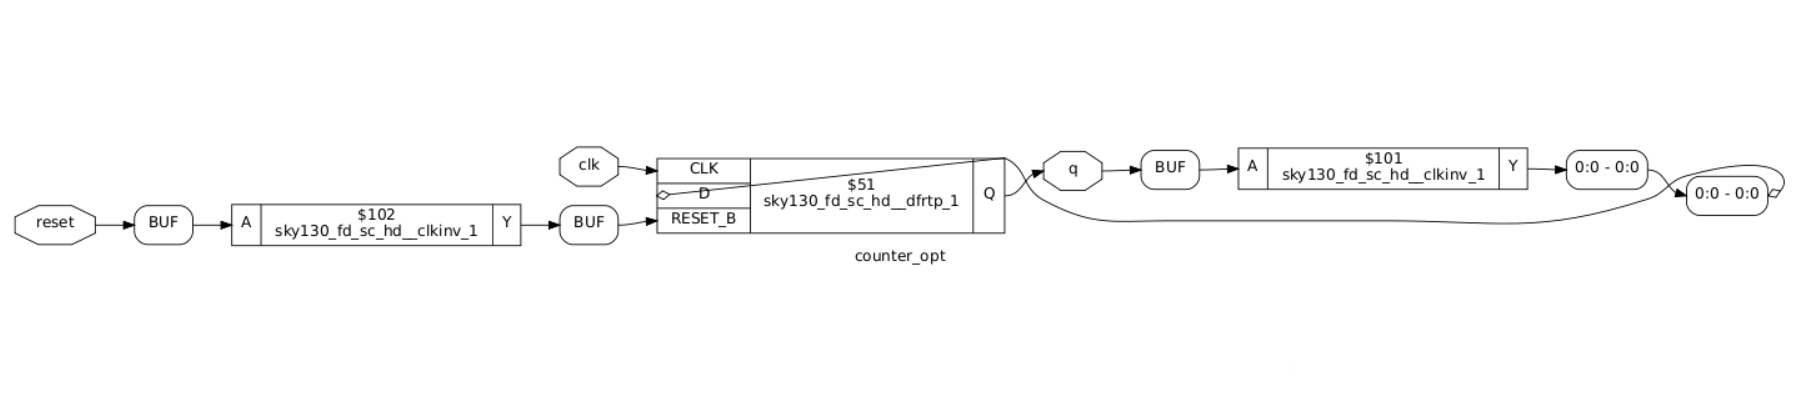 reset
BUF
A
$102
sky130_fd_sc_hd__clkinv_1
Y
BUF
clk
CLK
D
RESET_B
$51
sky130_fd_sc_hd__dfrtp_1
Q
q
BUF
A
$101
sky130_fd_sc_hd__clkinv_1
Y
0:0 - 0:0
0:0 - 0:0
counter_opt